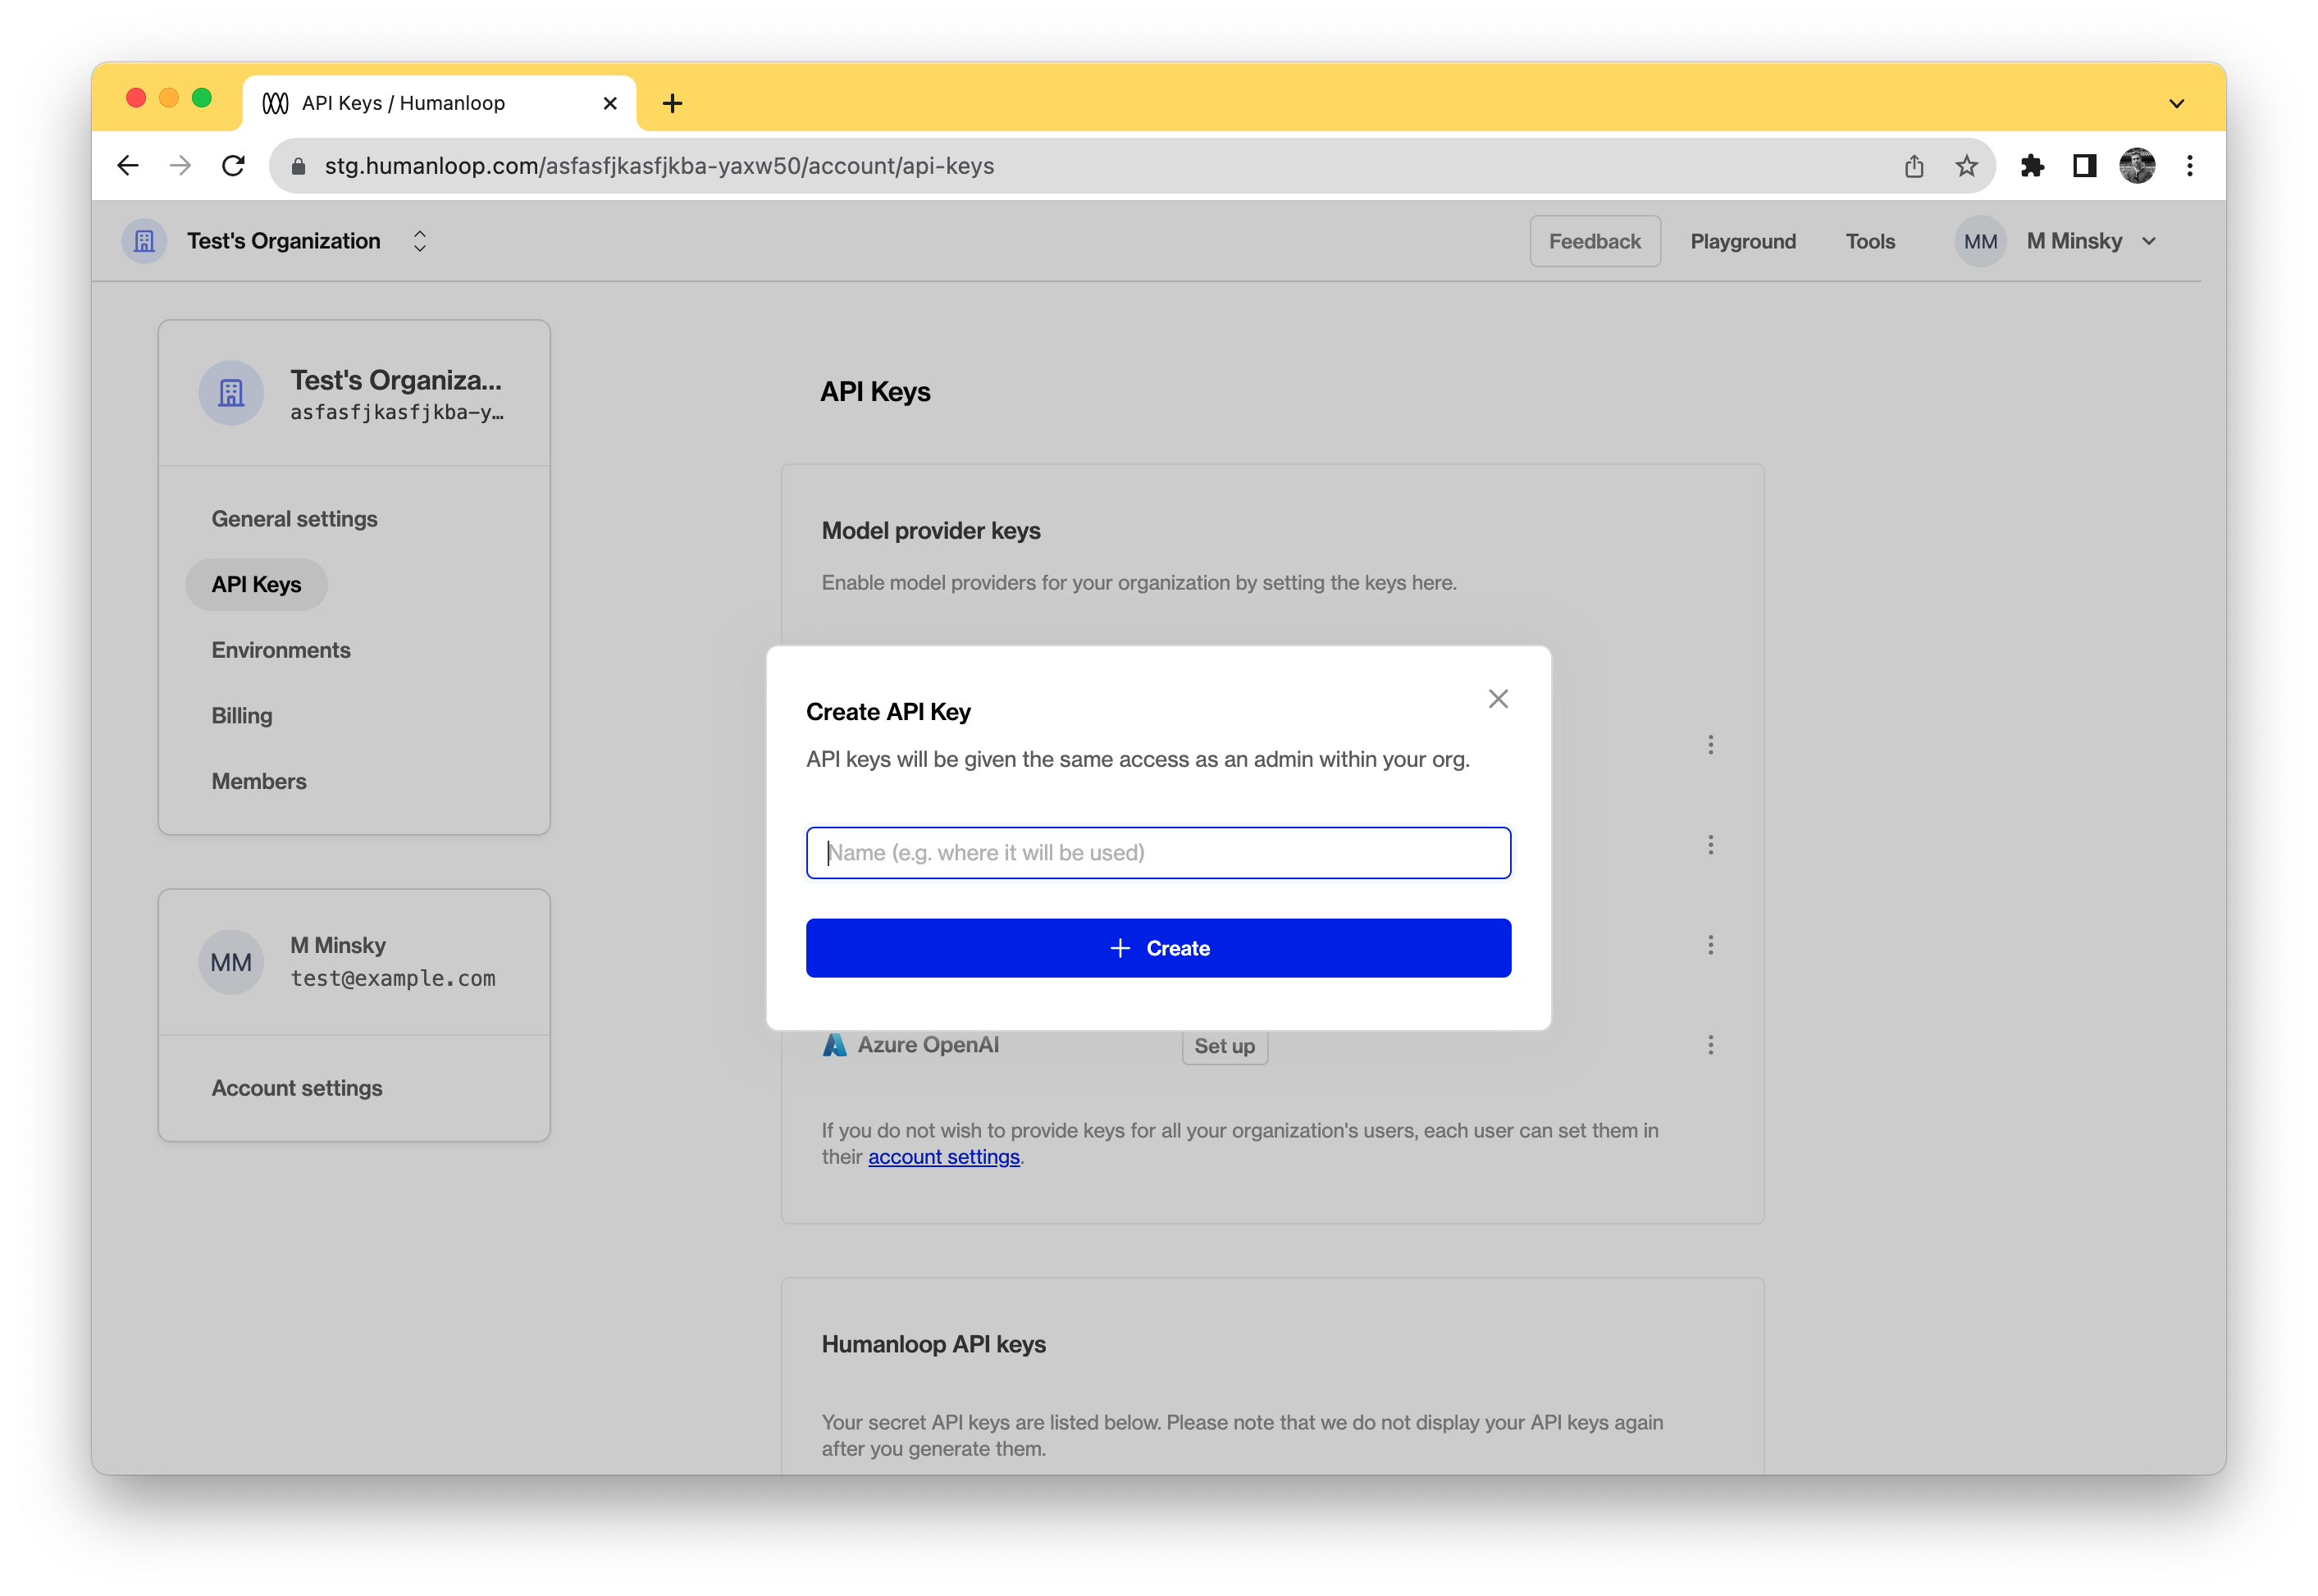 API Keys / Humanloop
stg.humanloop.com/asfasfjkasfjkba-yaxw50/account/api-keys
Test's Organization
Feedback
Playground
Tools
MM
M Minsky
Test's Organiza...
asfasfjkasfjkba-y…
General settings
API Keys
Environments
Billing
Members
MM
M Minsky
test@example.com
Account settings
API Keys
Model provider keys
Enable model providers for your organization by setting the keys here.
Create API Key
API keys will be given the same access as an admin within your org.
Name (e.g. where it will be used)
Create
Azure OpenAI
Set up
If you do not wish to provide keys for all your organization's users, each user can set them in
their account settings.
Humanloop API keys
Your secret API keys are listed below. Please note that we do not display your API keys again
after you generate them.